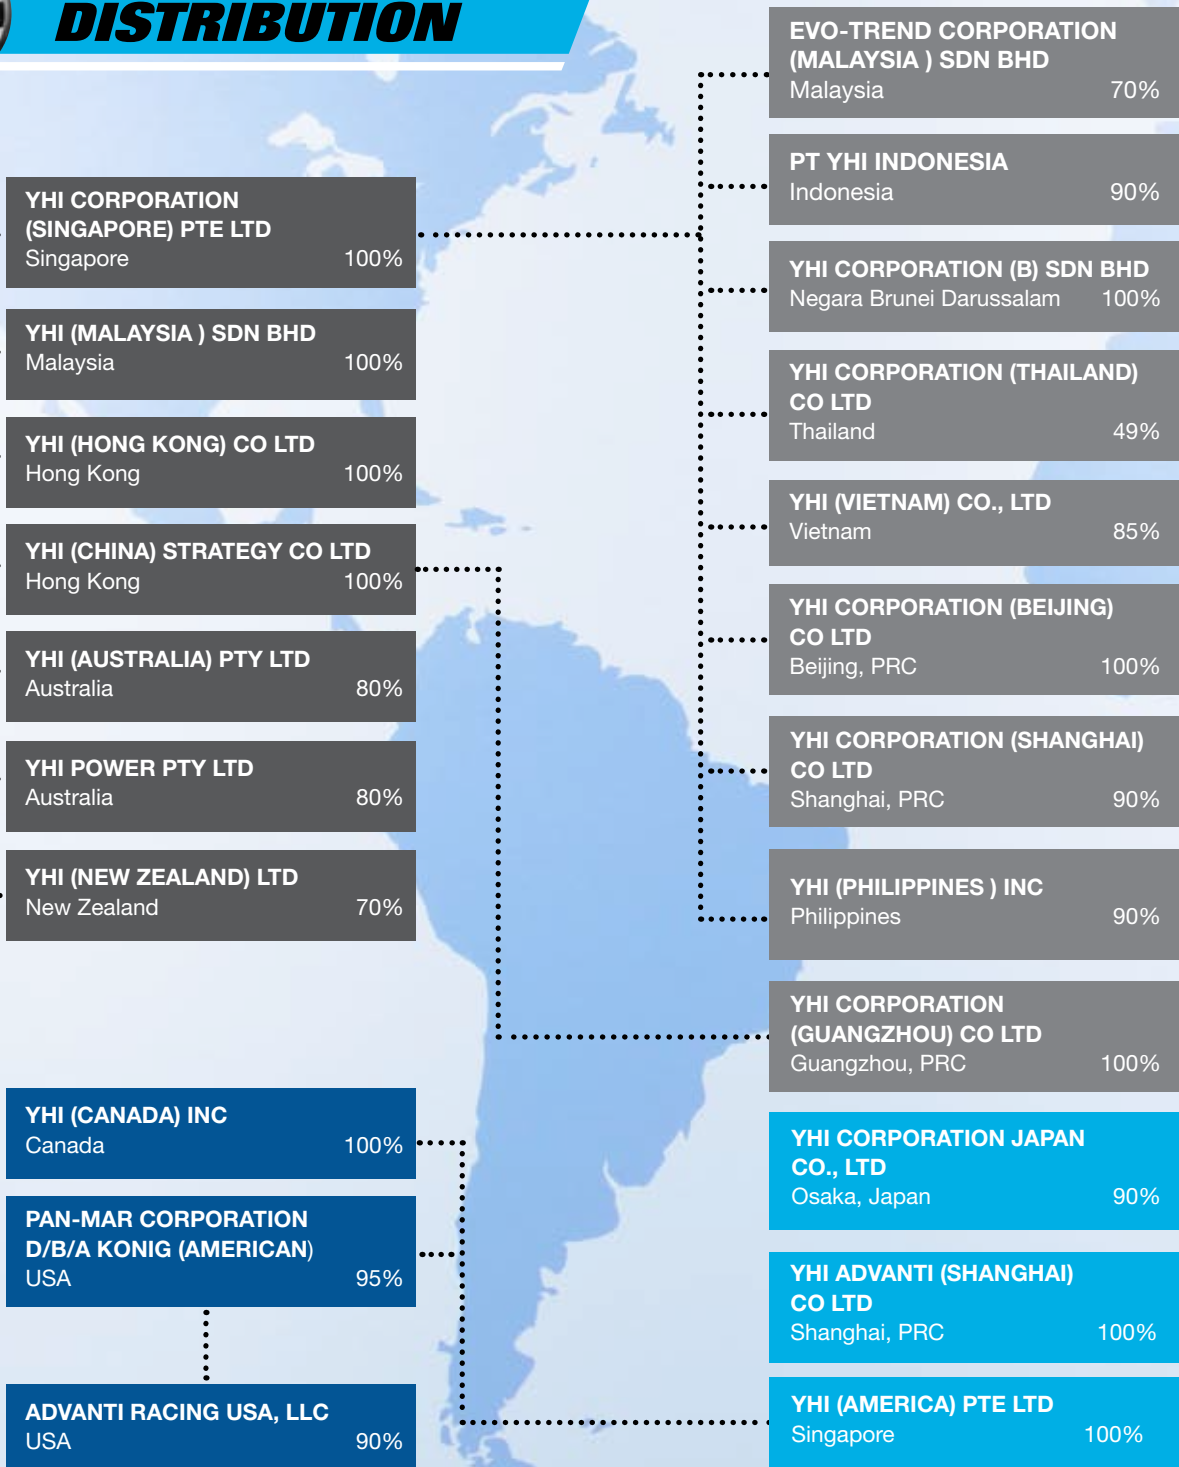 DISTRIBUTION
YHI CORPORATION
(SINGAPORE) PTE LTD
Singapore 100%
YHI (MALAYSIA ) SDN BHD
Malaysia 100%
YHI (HONG KONG) CO LTD
Hong Kong 100%
YHI (CHINA) STRATEGY CO LTD
Hong Kong 100%
YHI (AUSTRALIA) PTY LTD
Australia 80%
YHI POWER PTY LTD
Australia 80%
YHI (NEW ZEALAND) LTD
New Zealand 70%
YHI (CANADA) INC
Canada 100%
PAN-MAR CORPORATION
D/B/A KONIG (AMERICAN)
USA 95%
ADVANTI RACING USA, LLC
USA 90%
EVO-TREND CORPORATION
(MALAYSIA ) SDN BHD
Malaysia 70%
PT YHI INDONESIA
Indonesia 90%
YHI CORPORATION (B) SDN BHD
Negara Brunei Darussalam 100%
YHI CORPORATION (THAILAND)
CO LTD
Thailand 49%
YHI (VIETNAM) CO., LTD
Vietnam 85%
YHI CORPORATION (BEIJING)
CO LTD
Beijing, PRC 100%
YHI CORPORATION (SHANGHAI)
CO LTD
Shanghai, PRC 90%
YHI (PHILIPPINES ) INC
Philippines 90%
YHI CORPORATION
(GUANGZHOU) CO LTD
Guangzhou, PRC 100%
YHI CORPORATION JAPAN
CO., LTD
Osaka, Japan 90%
YHI ADVANTI (SHANGHAI)
CO LTD
Shanghai, PRC 100%
YHI (AMERICA) PTE LTD
Singapore 100%